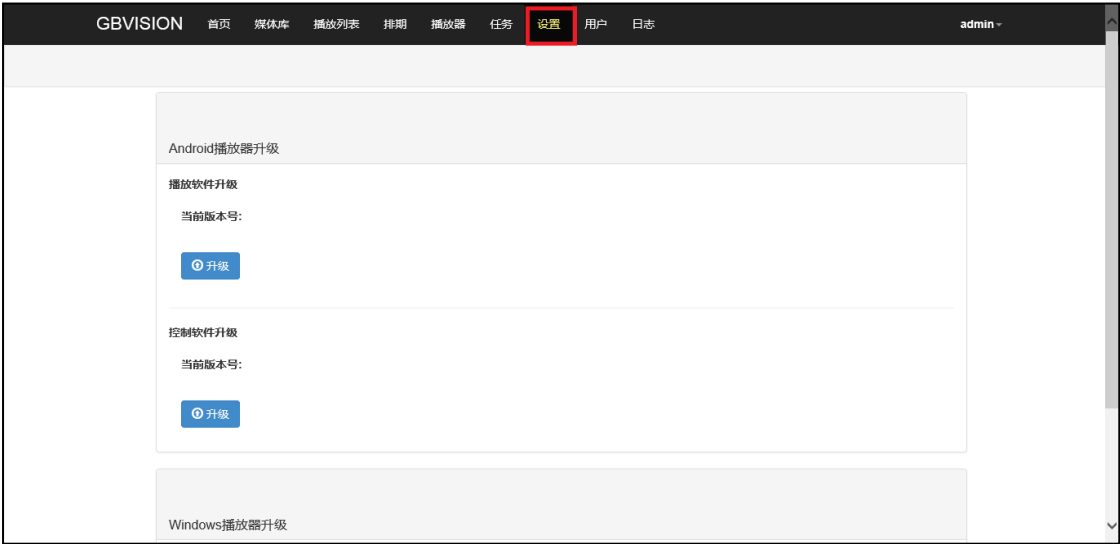 GBVISION 首页 媒体库 播放列表 排期 播放器 任务 设置 用户 日志 admin
Android播放器升级
播放软件升级
当前版本号:
升级
控制软件升级
当前版本号:
升级
Windows播放器升级